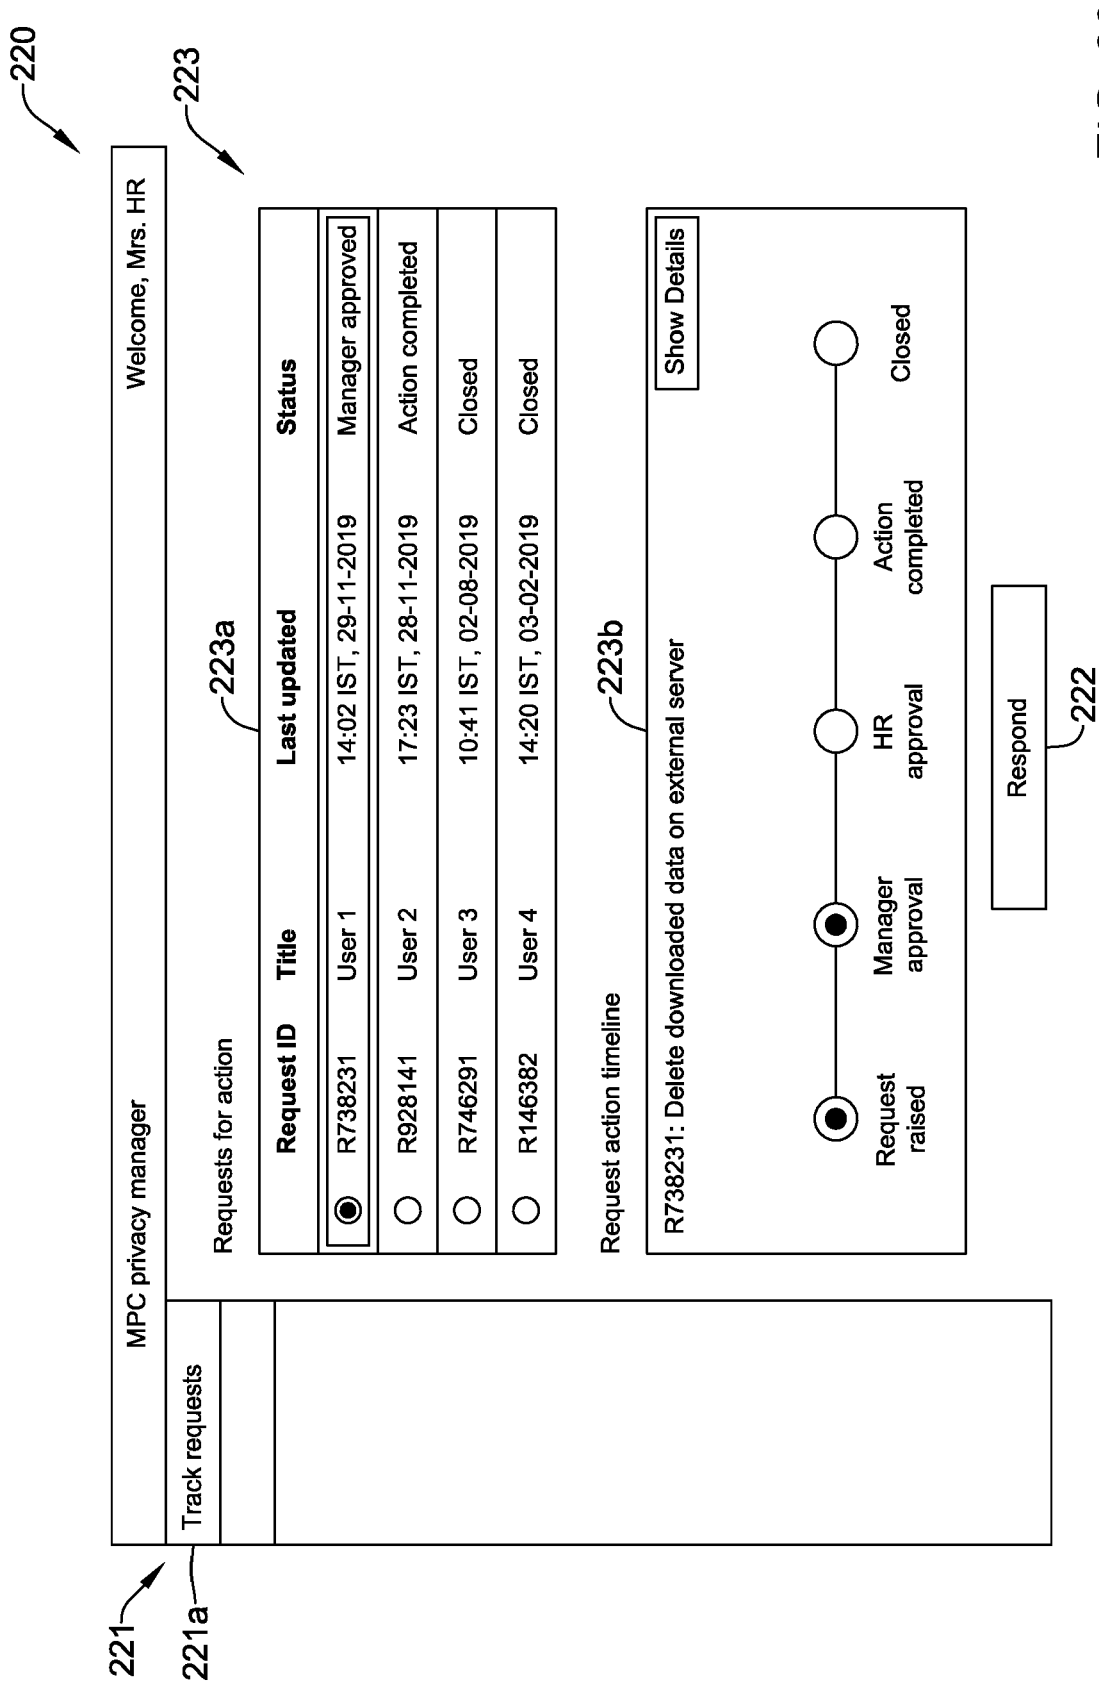 220
MPC privacy manager Welcome, Mrs. HR
221
221a
Track requests
223
Requests for action
223a
Request ID Title Last updated Status
R738231 User 1 14:02 IST, 29-11-2019 Manager approved
R928141 User 2 17:23 IST, 28-11-2019 Action completed
R746291 User 3 10:41 IST, 02-08-2019 Closed
R146382 User 4 14:20 IST, 03-02-2019 Closed
Request action timeline
223b
R738231: Delete downloaded data on external server
Show Details
Request
raised
Manager
approval
HR
approval
Action
completed
Closed
Respond
222